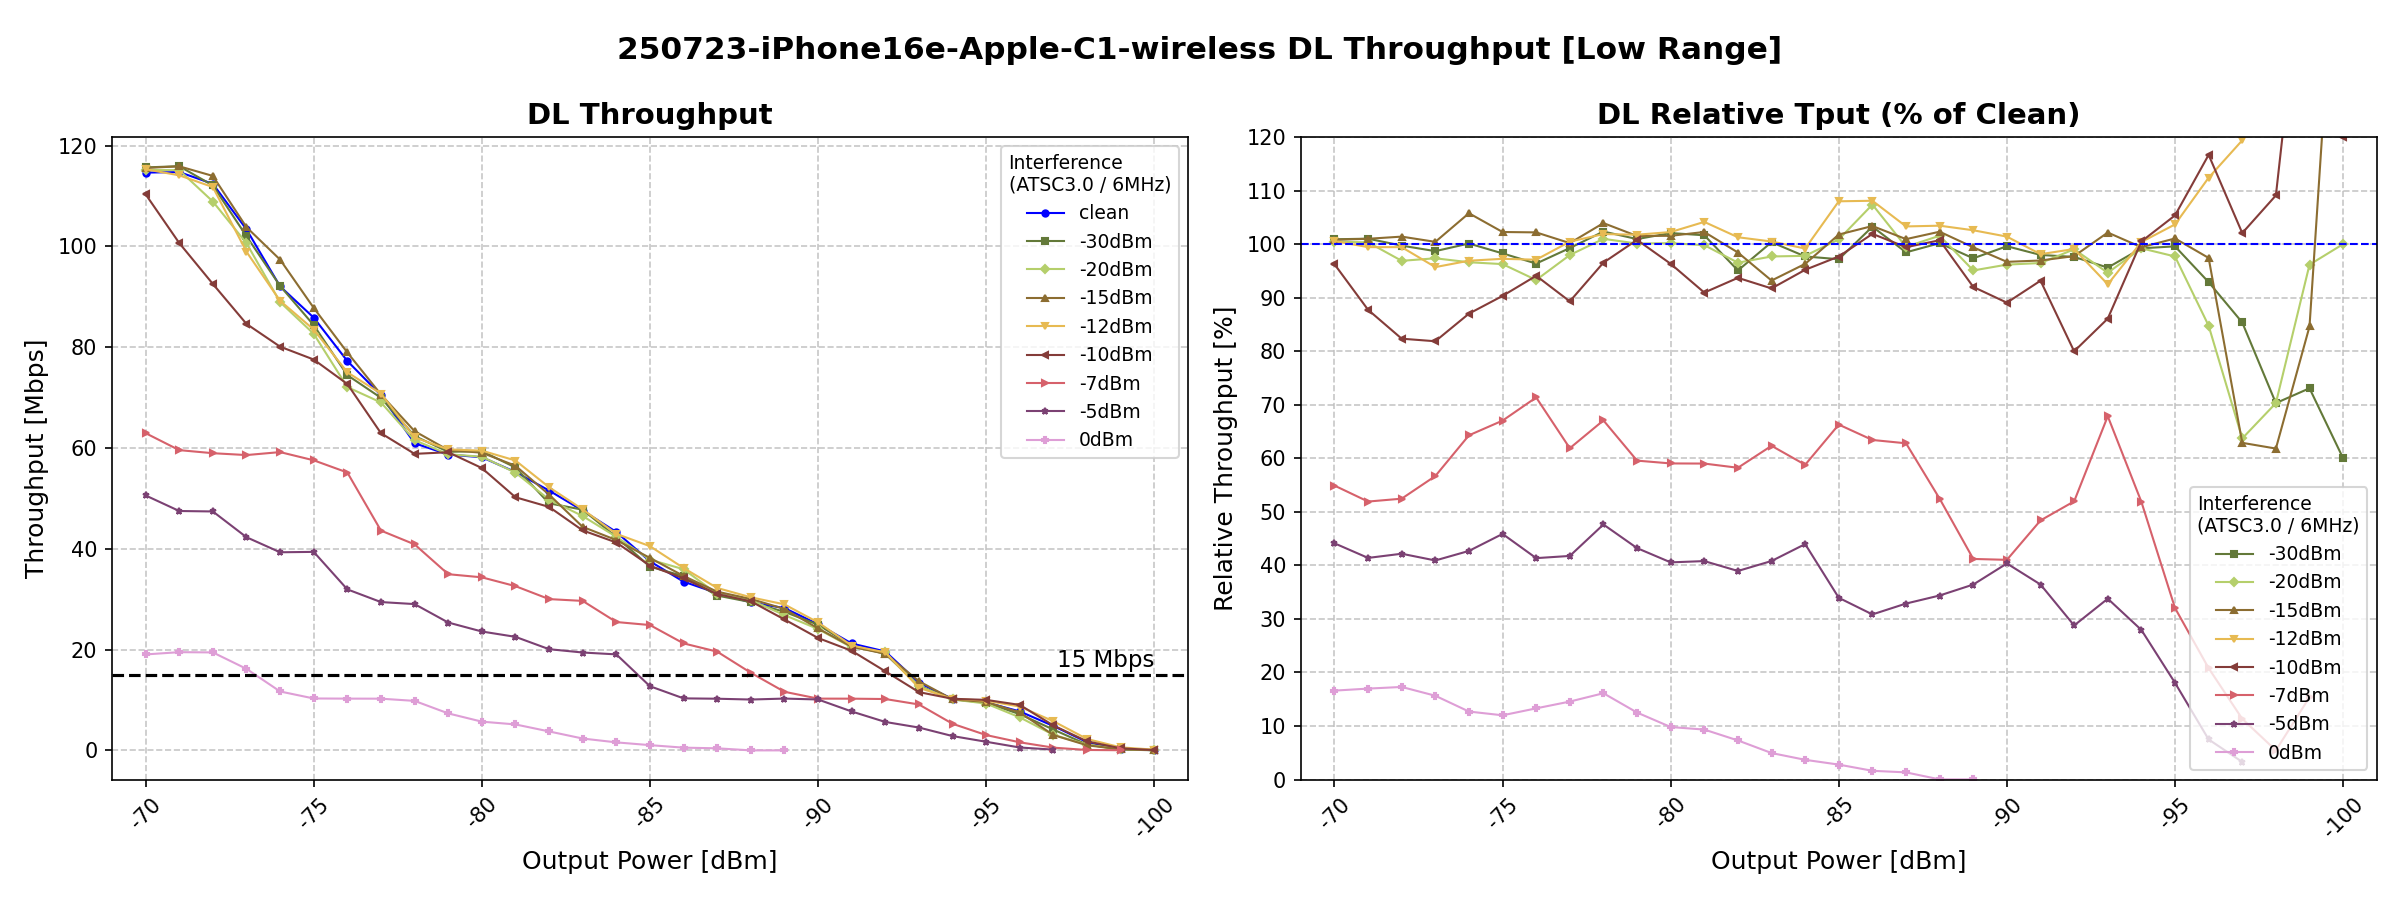 250723-iPhone16e-Apple-C1-wireless DL Throughput [Low Range]
DL Throughput
Throughput [Mbps]
120
100
80
60
40
20
0
-70
-75
-80
-85
-90
-95
-100
Output Power [dBm]
15 Mbps
Interference
(ATSC3.0 / 6MHz)
clean
-30dBm
-20dBm
-15dBm
-12dBm
-10dBm
-7dBm
-5dBm
0dBm
DL Relative Tput (% of Clean)
Relative Throughput [%]
120
110
100
90
80
70
60
50
40
30
20
10
0
-70
-75
-80
-85
-90
-95
-100
Output Power [dBm]
Interference
(ATSC3.0 / 6MHz)
-30dBm
-20dBm
-15dBm
-12dBm
-10dBm
-7dBm
-5dBm
0dBm